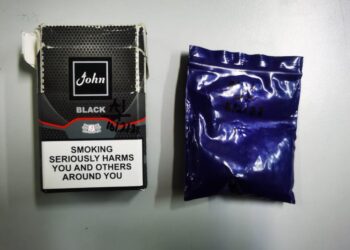 John
BLACK
SMOKING
SERIOUSLY HARMS
YOU AND OTHERS
AROUND YOU